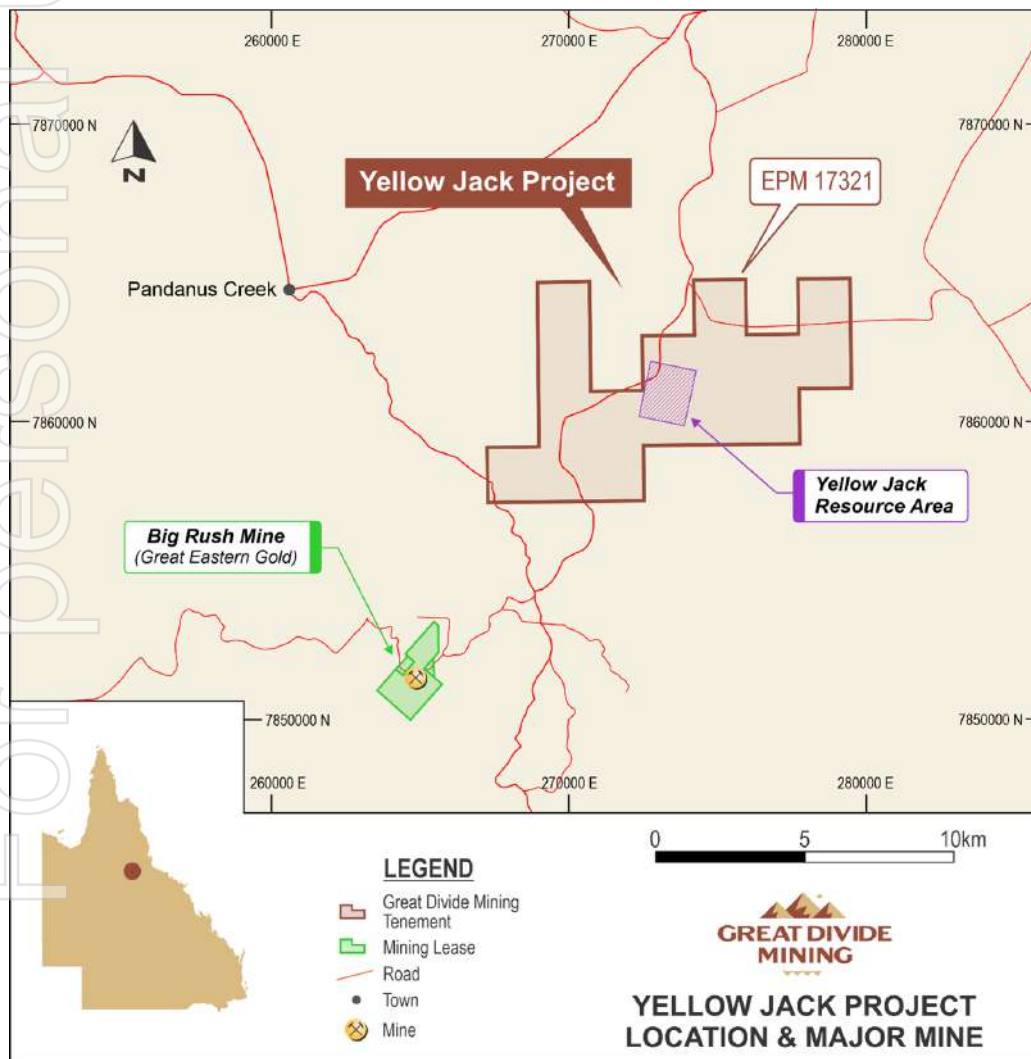 260000 E
270000 E
280000 E
7870000 N
7870000 N
N
Yellow Jack Project
EPM 17321
Pandanus Creek
7860000 N
7860000 N
Yellow Jack
Resource Area
Big Rush Mine
(Great Eastern Gold)
7850000 N
7850000 N
260000 E
270000 E
280000 E
0
5
10km
LEGEND
Great Divide Mining
Tenement
Mining Lease
Road
Town
Mine
GREAT DIVIDE
MINING
YELLOW JACK PROJECT
LOCATION & MAJOR MINE
For personal